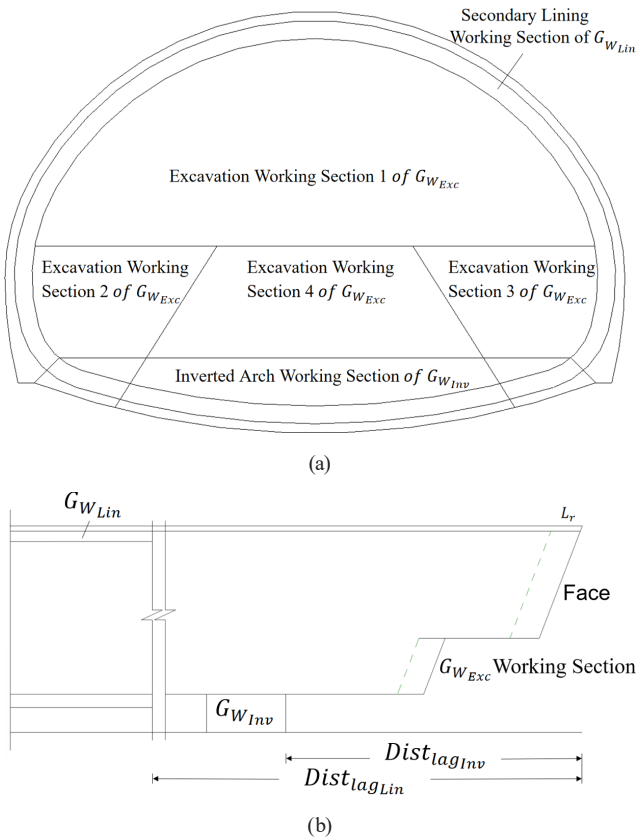 Secondary Lining
Working Section of G_{W_{Lin}}
Excavation Working Section 1 of G_{W_{Exc}}
Excavation Working
Section 2 of G_{W_{Exc}}
Excavation Working
Section 4 of G_{W_{Exc}}
Excavation Working
Section 3 of G_{W_{Exc}}
Inverted Arch Working Section of G_{W_{Inv}}
(a)
G_{W_{Lin}}
L_r
Face
G_{W_{Exc}} Working Section
G_{W_{Inv}}
Dist_{lag_{Inv}}
Dist_{lag_{Lin}}
(b)